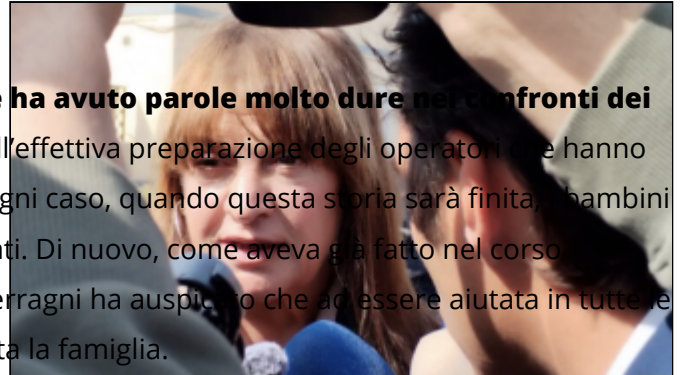 e ha avuto parole molto dure nei confronti dei
ll’effettiva preparazione degli operatori che hanno
gni caso, quando questa storia sarà finita, i bambini
ti. Di nuovo, come aveva già fatto nel corso
erragni ha auspicato che ad essere aiutata in tutte le
ta la famiglia.